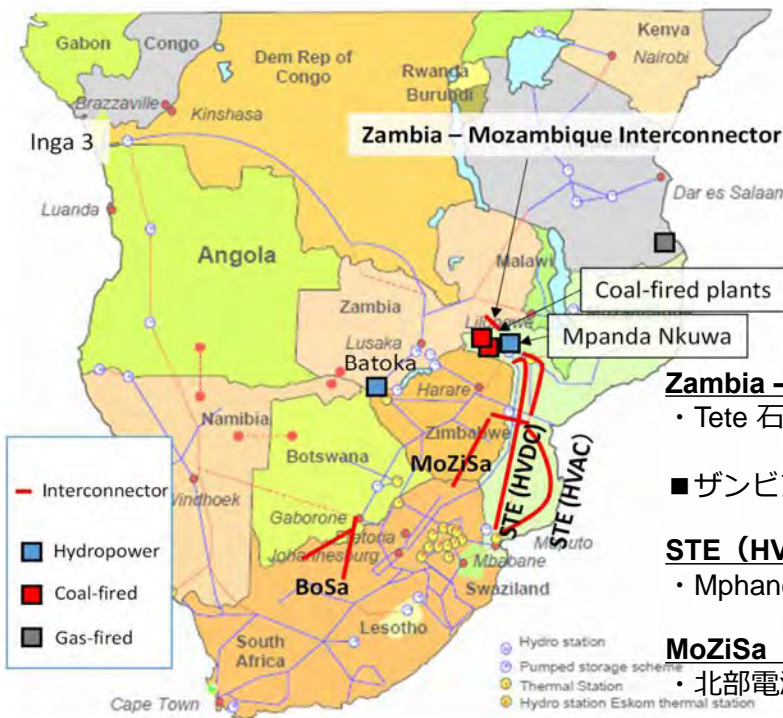 Gabon
Congo
Dem Rep of
Congo
Kenya
Nairobi
Rwanda
Burundi
Brazzaville
Kinshasa
Inga 3
Zambia – Mozambique Interconnector
Luanda
Dar es Salaam
Angola
Malawi
Zambia
Coal-fired plants
Lusaka
Mpanda Nkuwa
Batoka
Harare
Zambia -
・Tete 石
Namibia
Zimbabwe
Botswana
MoZiSa
STE (HVDC)
STE (HVAC)
■ザンビ
Interconnector
Windhoek
Gaborone
Pretoria
Johannesburg
Maputo
Mbabane
Swaziland
STE（HV
・Mphan
Hydropower
Coal-fired
Gas-fired
BoSa
Lesotho
South
Africa
MoZiSa
・北部電
Hydro station
Pumped storage scheme
Thermal Station
Hydro station Eskom thermal station
Cape Town